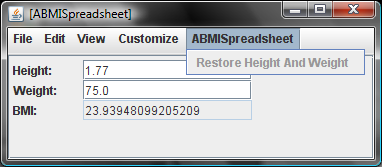 [ABMISpreadsheet]
File Edit View Customize ABMISpreadsheet
Restore Height And Weight
Height: 1.77
Weight: 75.0
BMI: 23.93948099205209